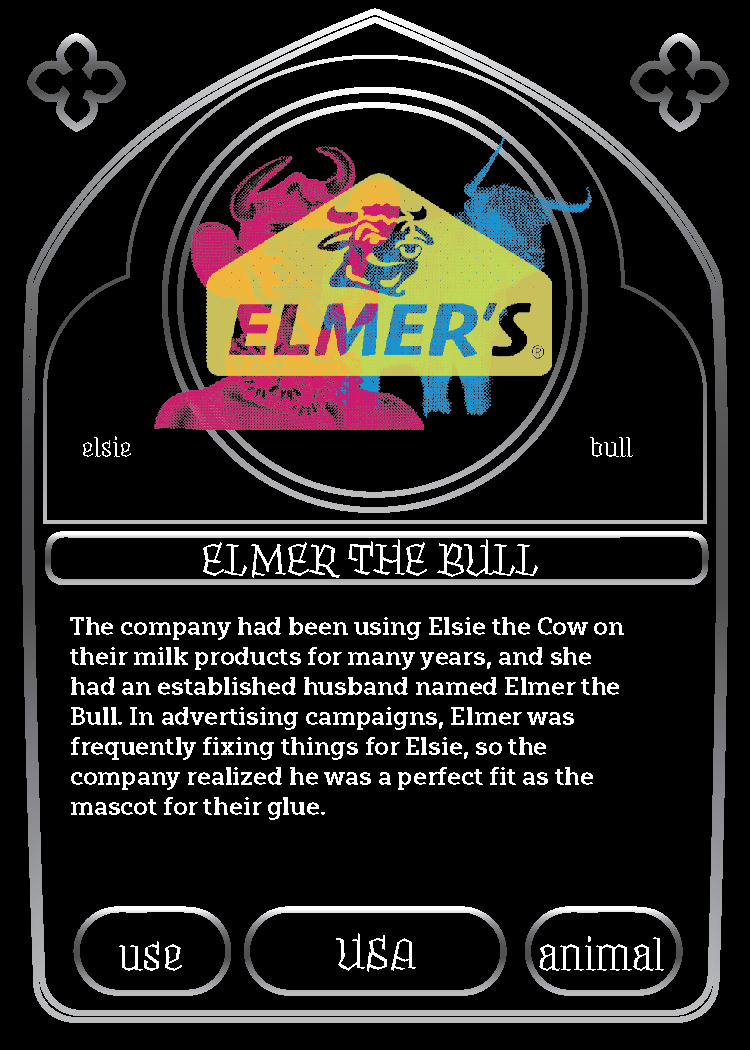 ELMER'S®
elsie
bull
ELMER THE BULL
The company had been using Elsie the Cow on
their milk products for many years, and she
had an established husband named Elmer the
Bull. In advertising campaigns, Elmer was
frequently fixing things for Elsie, so the
company realized he was a perfect fit as the
mascot for their glue.
use
USA
animal